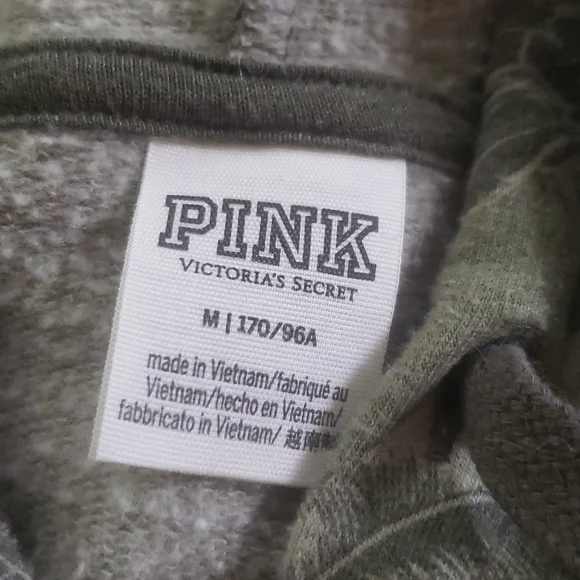 PINK
VICTORIA'S SECRET
M | 170/96A
made in Vietnam/fabriqué au
Vietnam/hecho en Vietnam/
fabbricato in Vietnam/ 越南